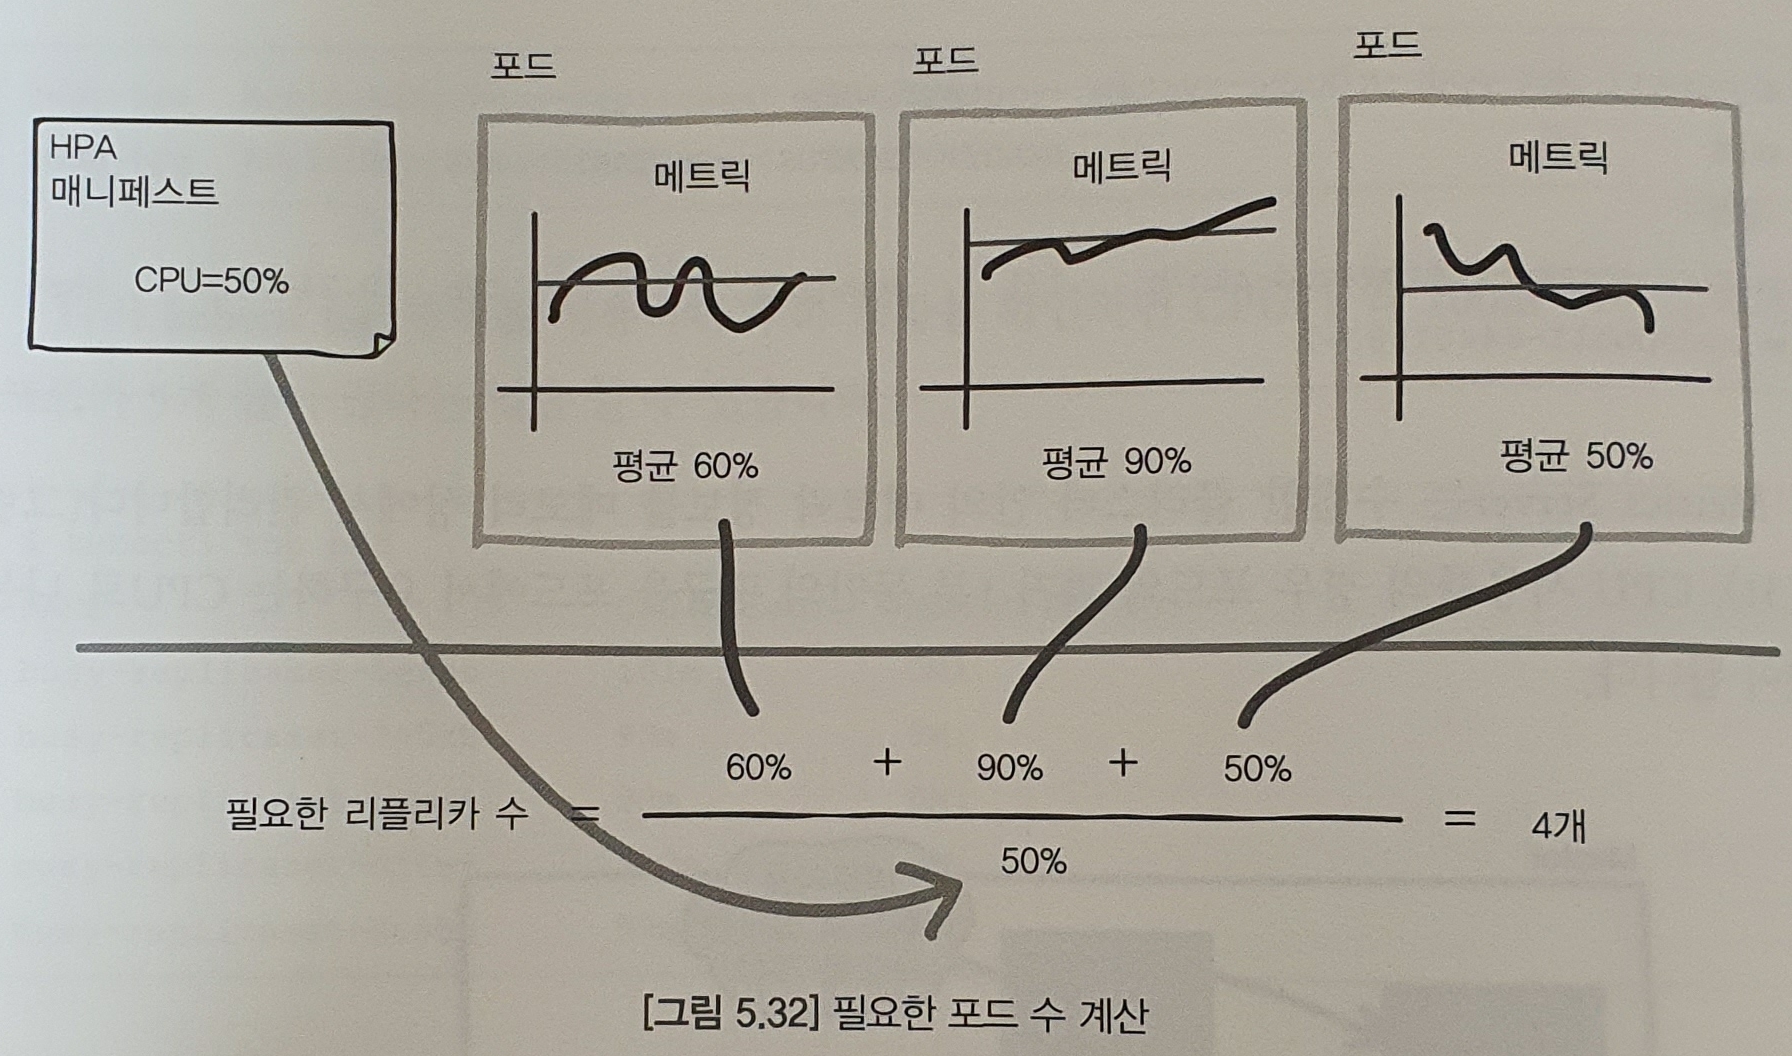 포드
포드
포드
HPA
매니페스트
CPU=50%
메트릭
메트릭
메트릭
평균 60%
평균 90%
평균 50%
60% + 90% + 50%
필요한 리플리카 수 = = 4개
50%
[그림 5.32] 필요한 포드 수 계산